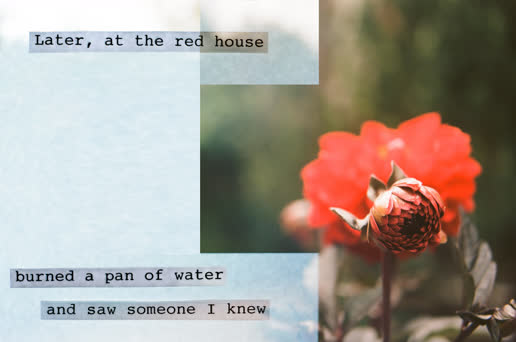 Later, at the red house
burned a pan of water
and saw someone I knew